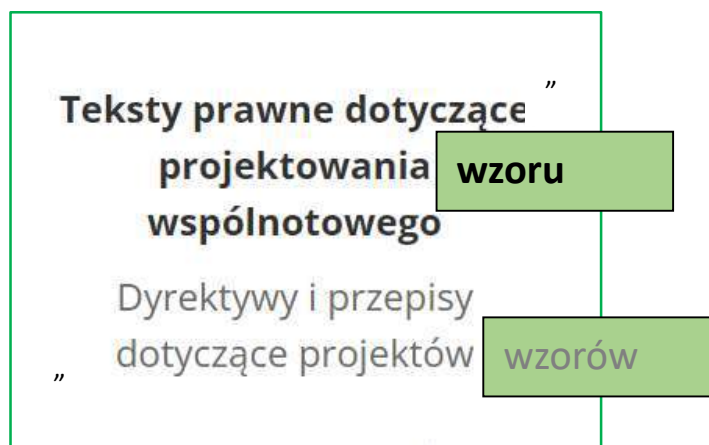 ”
Teksty prawne dotyczące
projektowania wzoru
wspólnotowego
Dyrektywy i przepisy
dotyczące projektów wzorów
„